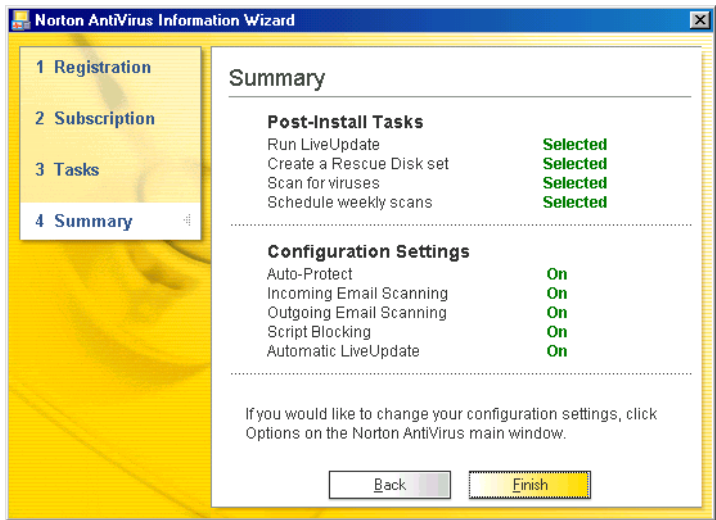 Norton AntiVirus Information Wizard
1 Registration
2 Subscription
3 Tasks
4 Summary
Summary
Post-Install Tasks
Run LiveUpdate Selected
Create a Rescue Disk set Selected
Scan for viruses Selected
Schedule weekly scans Selected
Configuration Settings
Auto-Protect On
Incoming Email Scanning On
Outgoing Email Scanning On
Script Blocking On
Automatic LiveUpdate On
If you would like to change your configuration settings, click
Options on the Norton AntiVirus main window.
Back Finish